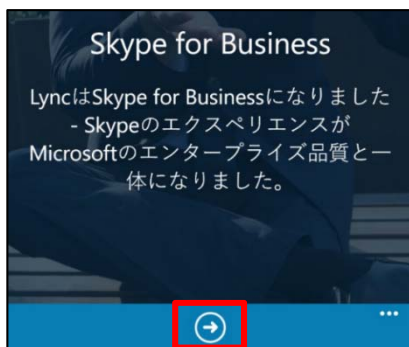 Skype for Business
LyncはSkype for Businessになりました
- Skypeのエクスペリエンスが
Microsoftのエンタープライズ品質と一
体になりました。